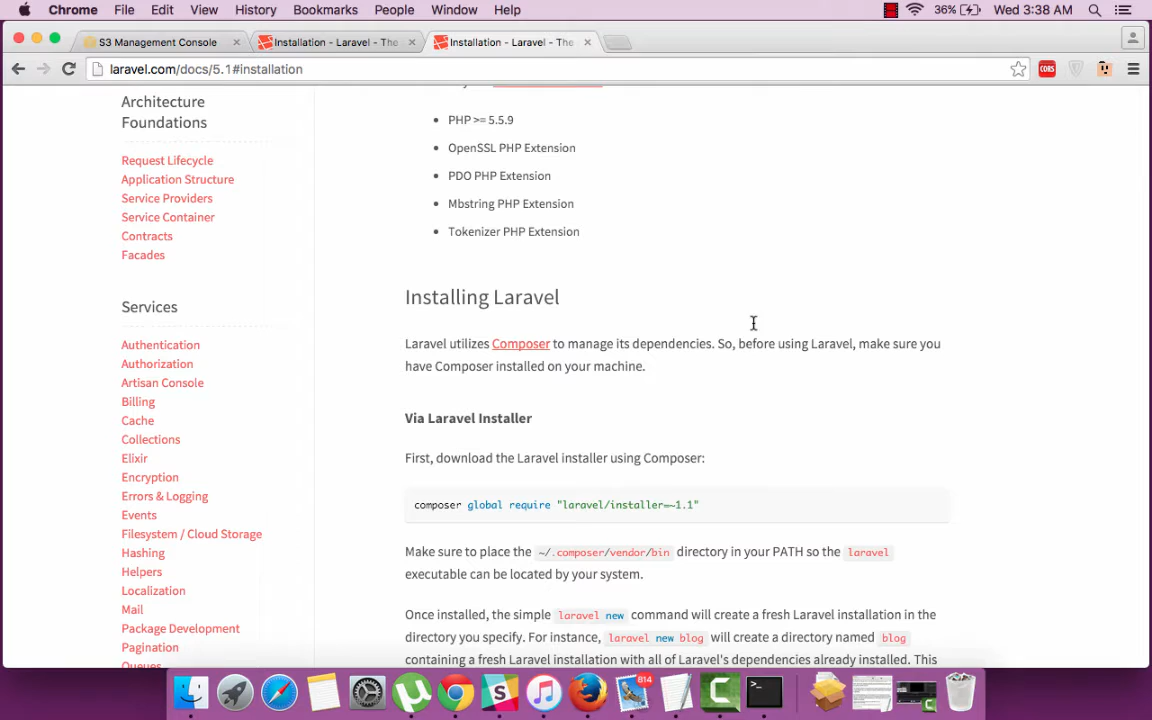 Chrome File Edit View History Bookmarks People Window Help 36% Wed 3:38 AM
S3 Management Console Installation - Laravel - The Installation - Laravel - The
laravel.com/docs/5.1#installation CORS
Architecture
Foundations
Request Lifecycle
Application Structure
Service Providers
Service Container
Contracts
Facades
Services
Authentication
Authorization
Artisan Console
Billing
Cache
Collections
Elixir
Encryption
Errors & Logging
Events
Filesystem / Cloud Storage
Hashing
Helpers
Localization
Mail
Package Development
Pagination
Queues
PHP >= 5.5.9
OpenSSL PHP Extension
PDO PHP Extension
Mbstring PHP Extension
Tokenizer PHP Extension
Installing Laravel
Laravel utilizes Composer to manage its dependencies. So, before using Laravel, make sure you
have Composer installed on your machine.
Via Laravel Installer
First, download the Laravel installer using Composer:
composer global require "laravel/installer=~1.1"
Make sure to place the ~/.composer/vendor/bin directory in your PATH so the laravel
executable can be located by your system.
Once installed, the simple laravel new command will create a fresh Laravel installation in the
directory you specify. For instance, laravel new blog will create a directory named blog
containing a fresh Laravel installation with all of Laravel's dependencies already installed. This
814